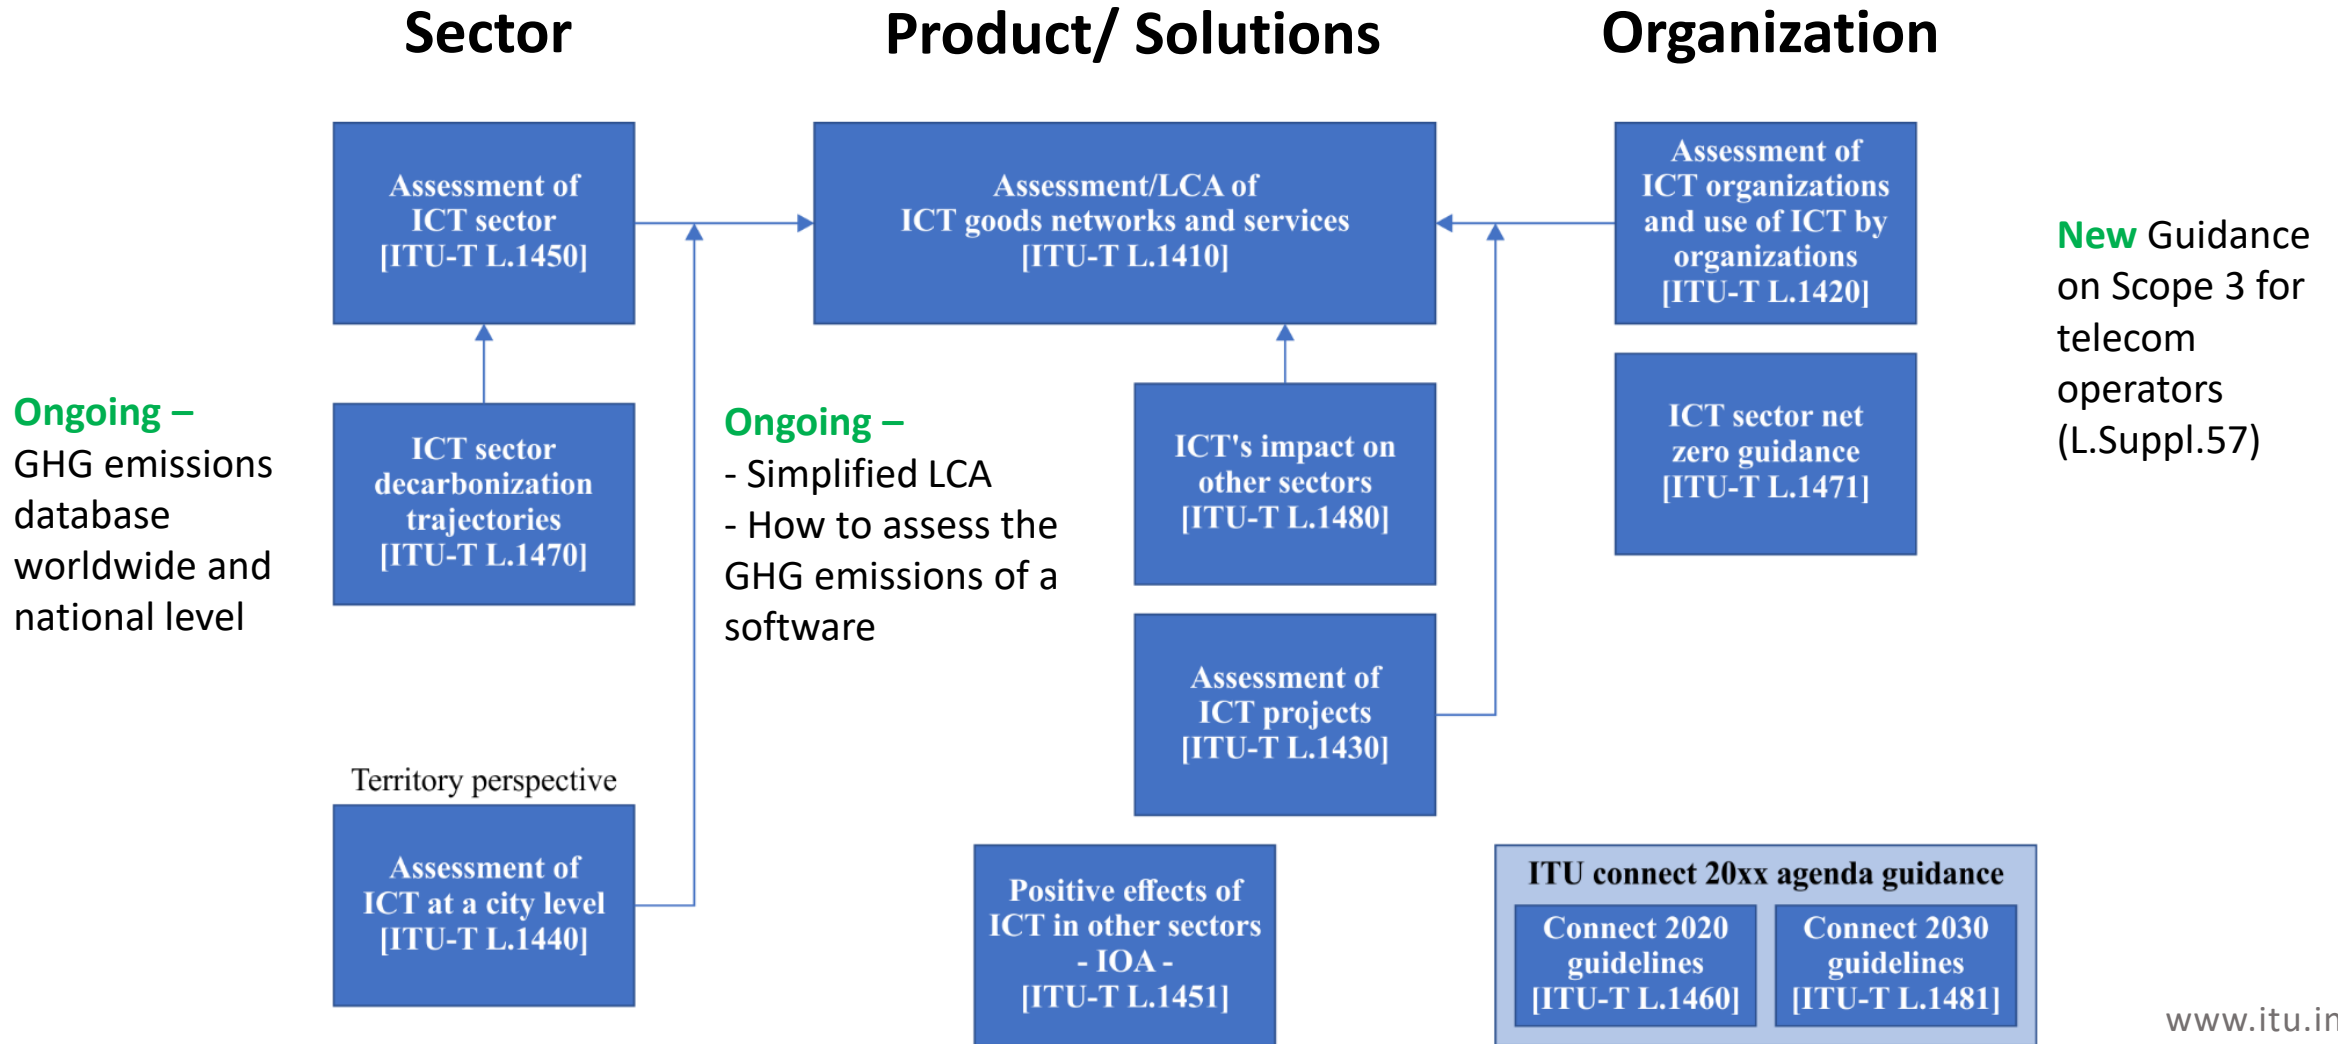 Sector
Product/ Solutions
Organization
Assessment of
ICT sector
[ITU-T L.1450]
Assessment/LCA of
ICT goods networks and services
[ITU-T L.1410]
Assessment of
ICT organizations
and use of ICT by
organizations
[ITU-T L.1420]
New Guidance
on Scope 3 for
telecom
operators
(L.Suppl.57)
Ongoing –
GHG emissions
database
worldwide and
national level
ICT sector
decarbonization
trajectories
[ITU-T L.1470]
Ongoing –
- Simplified LCA
- How to assess the
GHG emissions of a
software
ICT's impact on
other sectors
[ITU-T L.1480]
ICT sector net
zero guidance
[ITU-T L.1471]
Assessment of
ICT projects
[ITU-T L.1430]
Territory perspective
Assessment of
ICT at a city level
[ITU-T L.1440]
Positive effects of
ICT in other sectors
- IOA -
[ITU-T L.1451]
ITU connect 20xx agenda guidance
Connect 2020
guidelines
[ITU-T L.1460]
Connect 2030
guidelines
[ITU-T L.1481]
www.itu.in